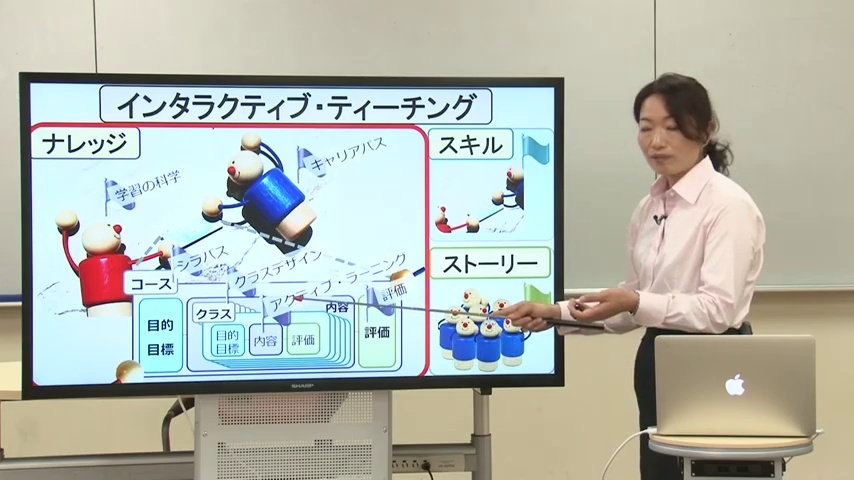 インタラクティブ・ティーチング
ナレッジ
学習の科学
キャリアパス
シラバス
クラスデザイン
アクティブ・ラーニング
評価
コース
目的
目標
クラス
内容
目的
目標
内容
評価
評価
スキル
ストーリー
SHARP